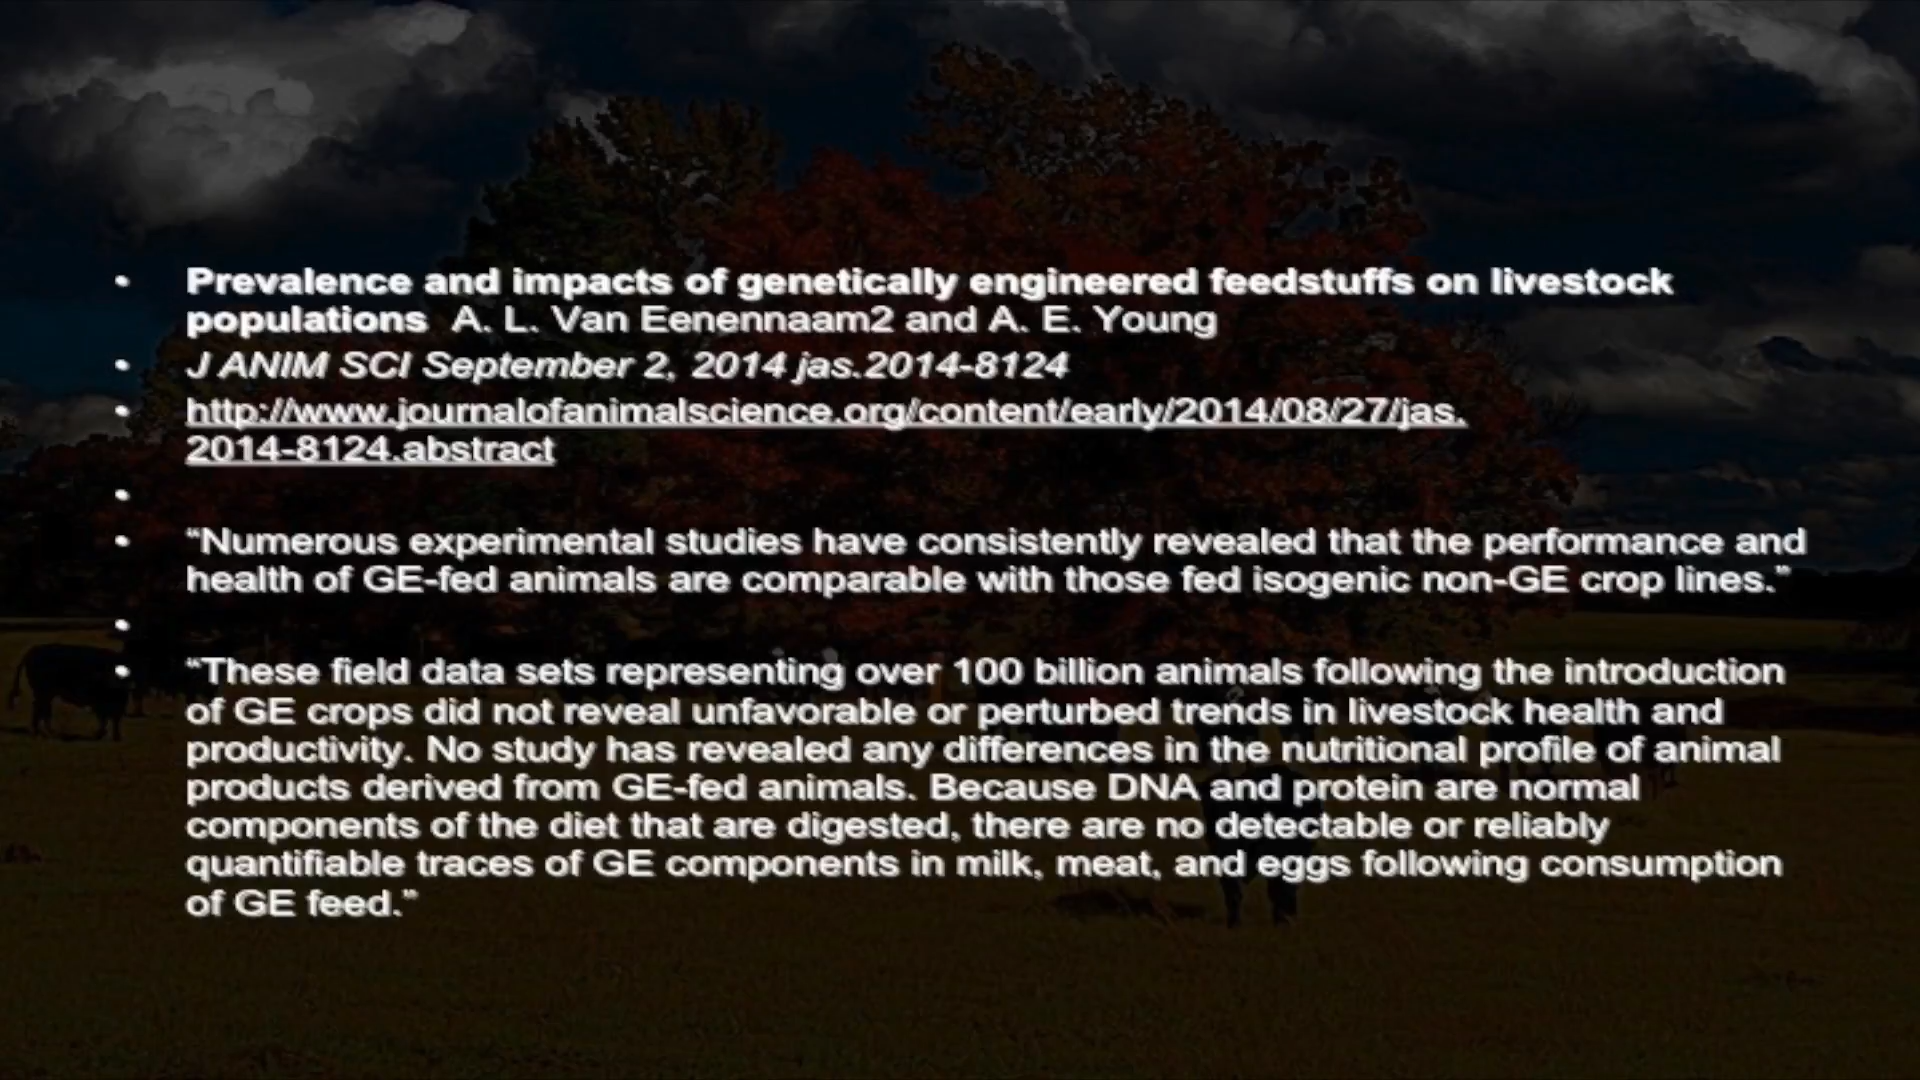 • Prevalence and impacts of genetically engineered feedstuffs on livestock
populations A. L. Van Eenennaam2 and A. E. Young
• J ANIM SCI September 2, 2014 jas.2014-8124
• http://www.journalofanimalscience.org/content/early/2014/08/27/jas.
2014-8124.abstract
•
• “Numerous experimental studies have consistently revealed that the performance and
health of GE-fed animals are comparable with those fed isogenic non-GE crop lines.”
•
• “These field data sets representing over 100 billion animals following the introduction
of GE crops did not reveal unfavorable or perturbed trends in livestock health and
productivity. No study has revealed any differences in the nutritional profile of animal
products derived from GE-fed animals. Because DNA and protein are normal
components of the diet that are digested, there are no detectable or reliably
quantifiable traces of GE components in milk, meat, and eggs following consumption
of GE feed.”